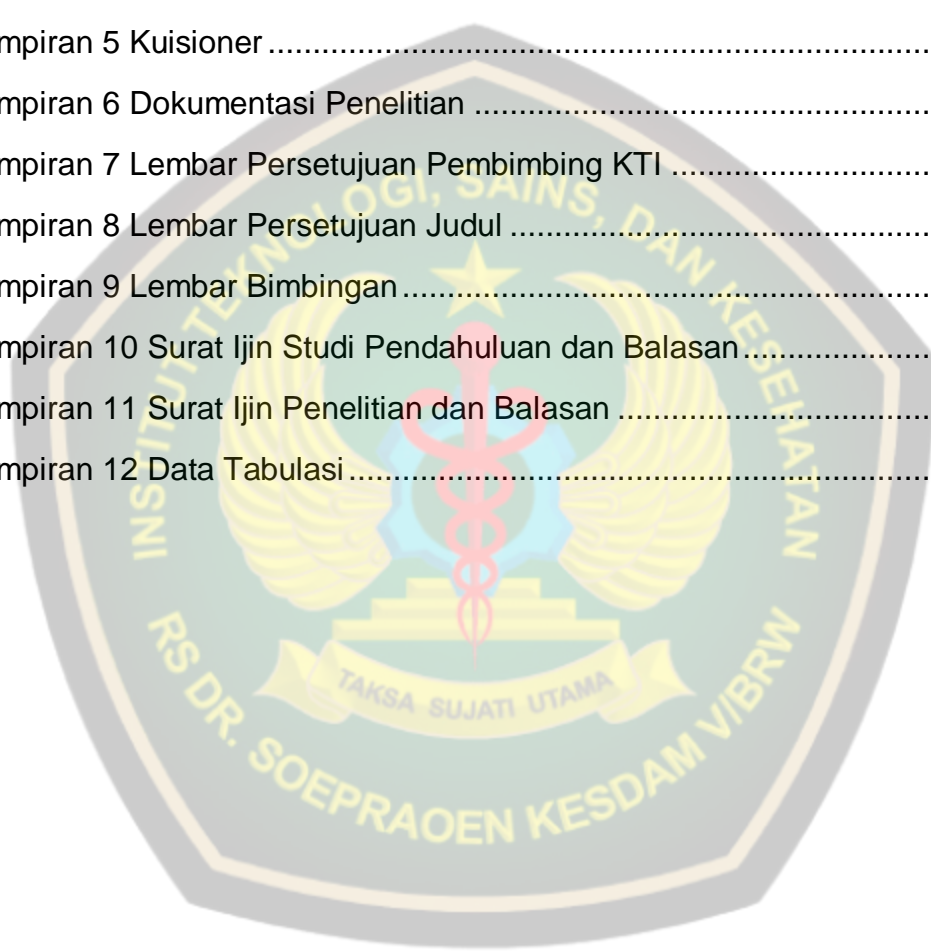 mpiran 5 Kuisioner ..........................................................................
mpiran 6 Dokumentasi Penelitian ...................................................
mpiran 7 Lembar Persetujuan Pembimbing KTI .............................
mpiran 8 Lembar Persetujuan Judul ...............................................
mpiran 9 Lembar Bimbingan ...........................................................
mpiran 10 Surat Ijin Studi Pendahuluan dan Balasan .....................
mpiran 11 Surat Ijin Penelitian dan Balasan ...................................
mpiran 12 Data Tabulasi .................................................................
INSTITUT TEKNOLOGI, SAINS, DAN KESEHATAN
TAKSA SUJATI UTAMA
RS DR. SOEPRAOEN KESDAM V/BRW